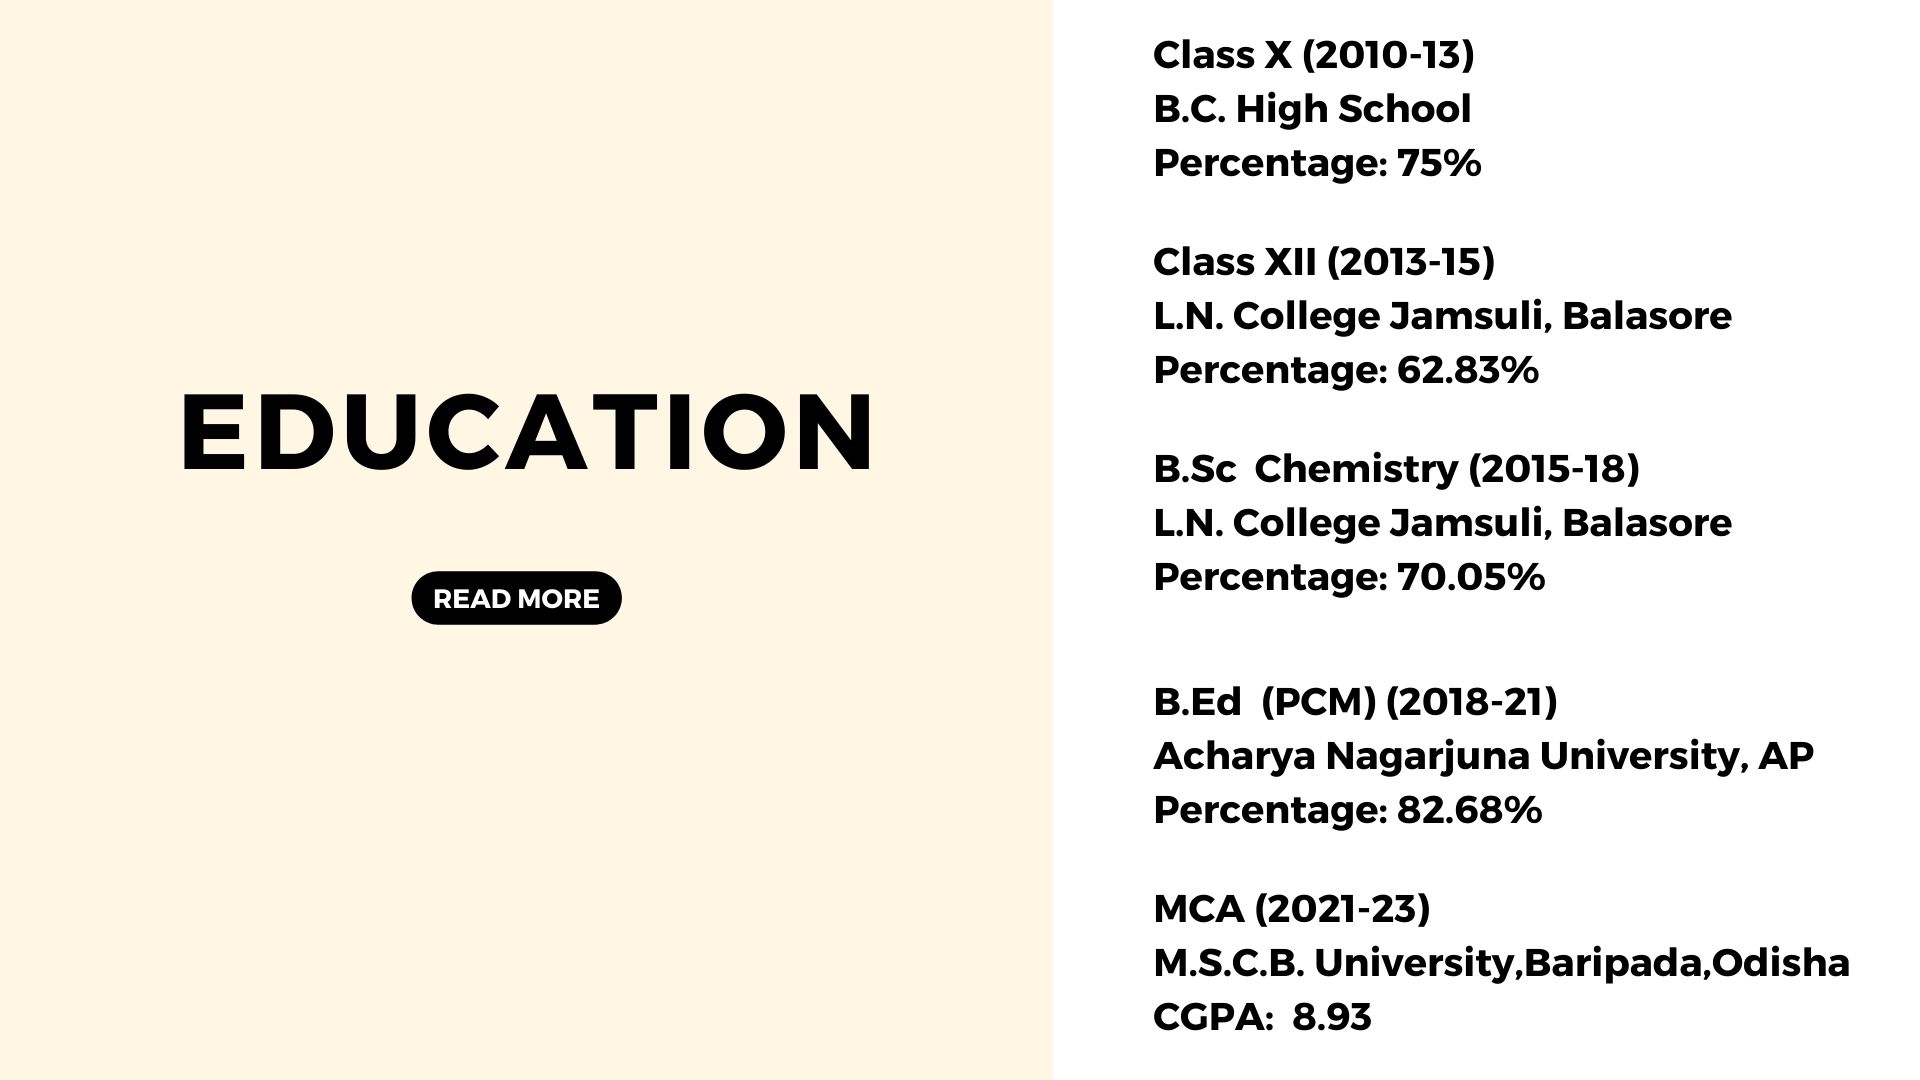 EDUCATION
READ MORE
Class X (2010-13)
B.C. High School
Percentage: 75%
Class XII (2013-15)
L.N. College Jamsuli, Balasore
Percentage: 62.83%
B.Sc  Chemistry (2015-18)
L.N. College Jamsuli, Balasore
Percentage: 70.05%
B.Ed  (PCM) (2018-21)
Acharya Nagarjuna University, AP
Percentage: 82.68%
MCA (2021-23)
M.S.C.B. University,Baripada,Odisha
CGPA:  8.93